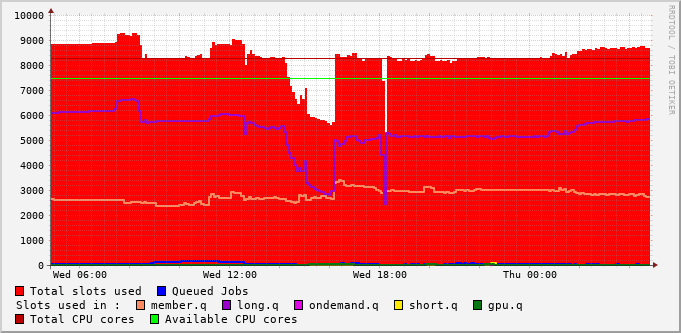 10000
9000
8000
7000
6000
5000
4000
3000
2000
1000
0
Wed 06:00 Wed 12:00 Wed 18:00 Thu 00:00
Total slots used Queued Jobs
Slots used in : member.q long.q ondemand.q short.q gpu.q
Total CPU cores Available CPU cores
RRDTOOL / TOBI OETIKER